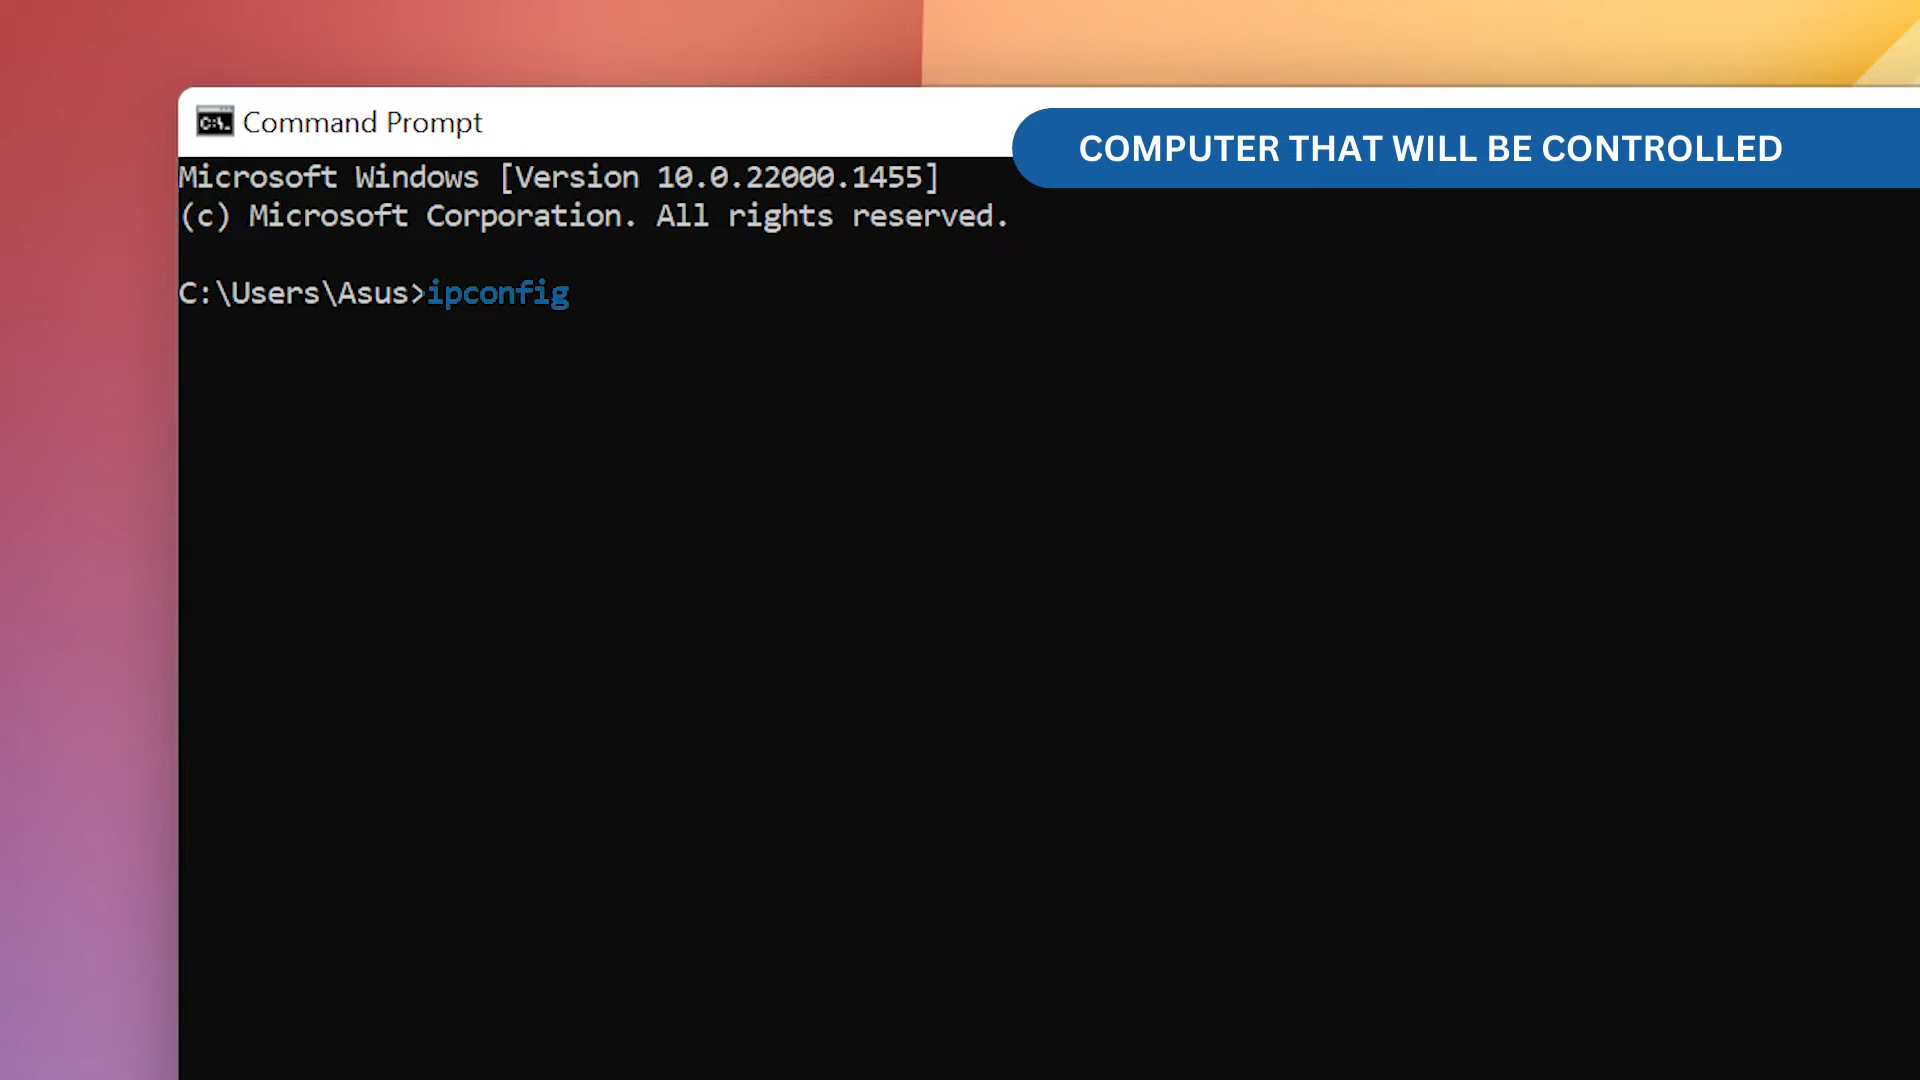 Command Prompt
COMPUTER THAT WILL BE CONTROLLED
Microsoft Windows [Version 10.0.22000.1455]
(c) Microsoft Corporation. All rights reserved.
C:\Users\Asus>ipconfig